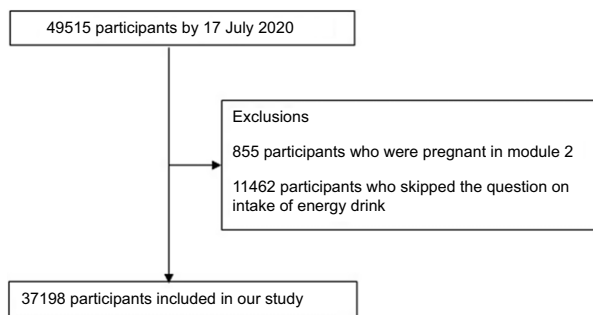 49515 participants by 17 July 2020
Exclusions
855 participants who were pregnant in module 2
11462 participants who skipped the question on
intake of energy drink
37198 participants included in our study